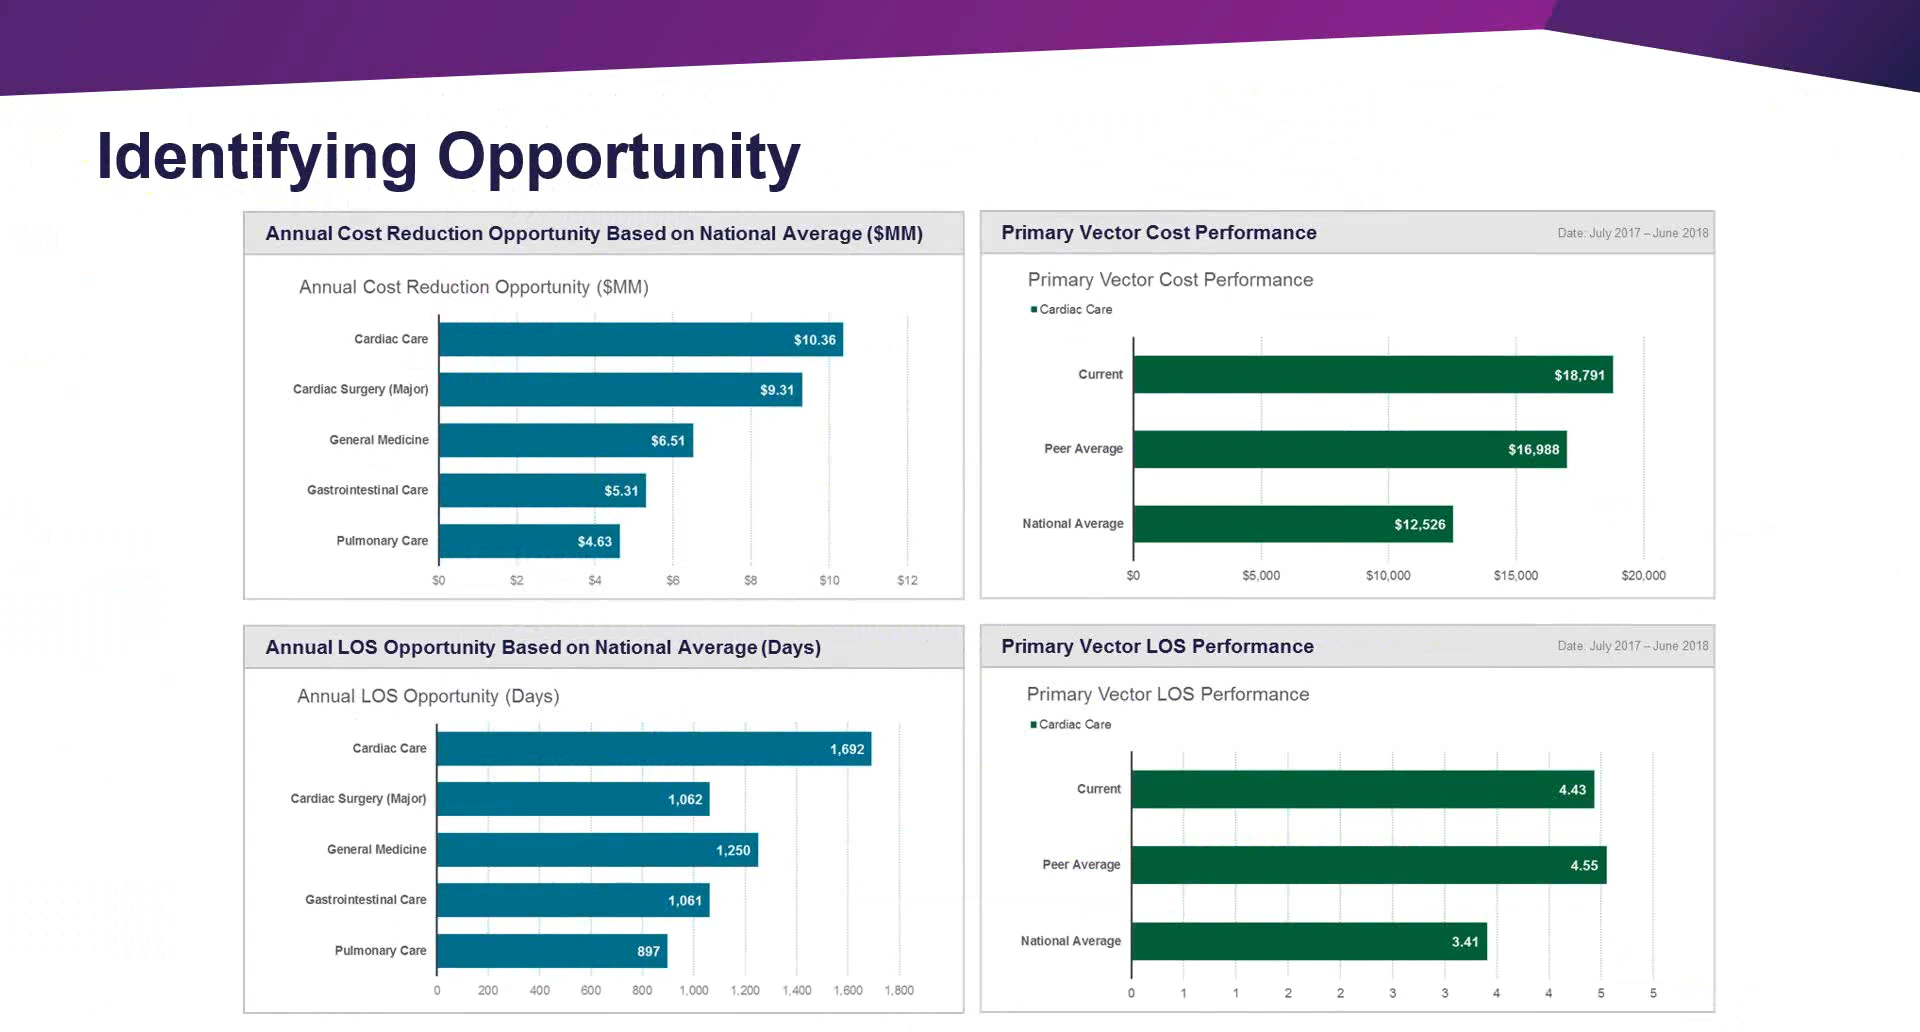 Identifying Opportunity
Annual Cost Reduction Opportunity Based on National Average ($MM)
Annual Cost Reduction Opportunity ($MM)
Cardiac Care
$10.36
Cardiac Surgery (Major)
$9.31
General Medicine
$6.51
Gastrointestinal Care
$5.31
Pulmonary Care
$4.63
$0 $2 $4 $6 $8 $10 $12
Primary Vector Cost Performance
Date: July 2017 – June 2018
Primary Vector Cost Performance
Cardiac Care
Current
$18,791
Peer Average
$16,988
National Average
$12,526
$0 $5,000 $10,000 $15,000 $20,000
Annual LOS Opportunity Based on National Average (Days)
Annual LOS Opportunity (Days)
Cardiac Care
1,692
Cardiac Surgery (Major)
1,062
General Medicine
1,250
Gastrointestinal Care
1,061
Pulmonary Care
897
0 200 400 600 800 1,000 1,200 1,400 1,600 1,800
Primary Vector LOS Performance
Date: July 2017 – June 2018
Primary Vector LOS Performance
Cardiac Care
Current
4.43
Peer Average
4.55
National Average
3.41
0 1 1 2 2 3 3 4 4 5 5